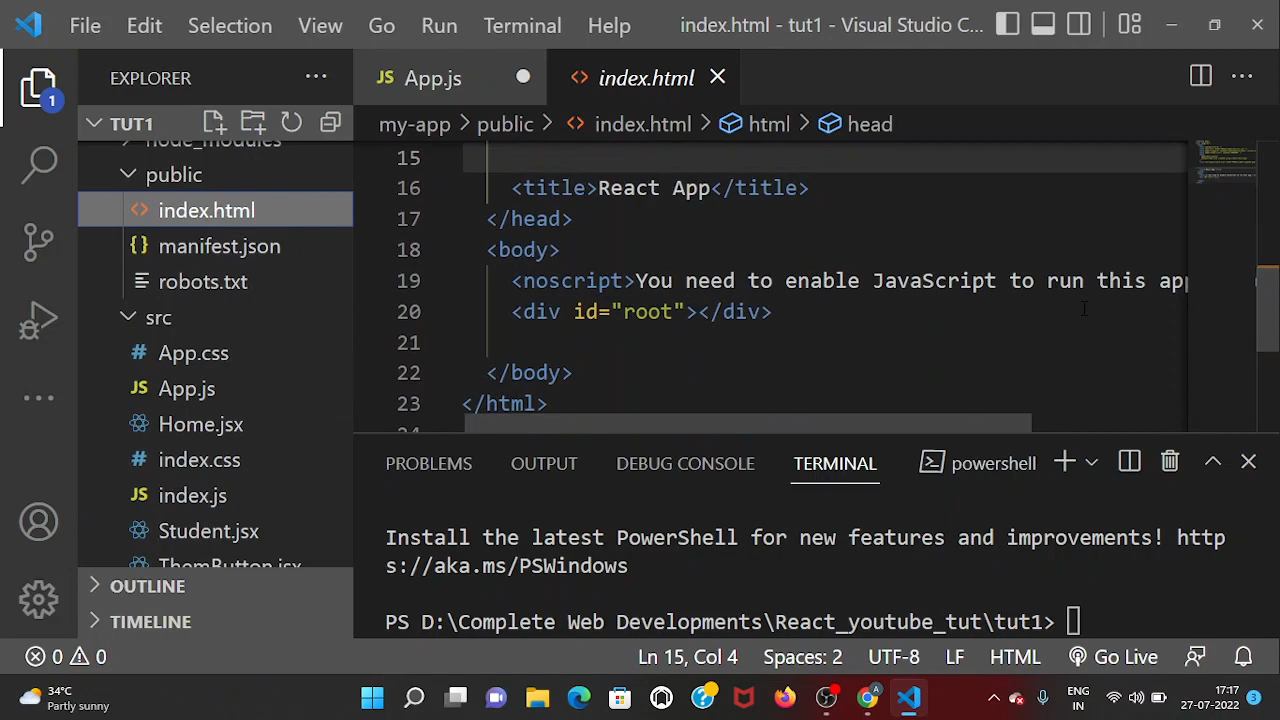 File Edit Selection View Go Run Terminal Help index.html - tut1 - Visual Studio C...
EXPLORER
App.js
index.html
1
TUT1
my-app > public > index.html > html > head
node_modules
public
index.html
manifest.json
robots.txt
src
App.css
App.js
Home.jsx
index.css
index.js
Student.jsx
ThemButton.jsx
OUTLINE
TIMELINE
15
16 <title>React App</title>
17 </head>
18 <body>
19 <noscript>You need to enable JavaScript to run this app
20 <div id="root"></div>
21
22 </body>
23 </html>
24
PROBLEMS OUTPUT DEBUG CONSOLE TERMINAL powershell
Install the latest PowerShell for new features and improvements! http
s://aka.ms/PSWindows
PS D:\Complete Web Developments\React_youtube_tut\tut1>
0 0 Ln 15, Col 4 Spaces: 2 UTF-8 LF HTML Go Live
34°C
Partly sunny
ENG
IN
17:17
27-07-2022
3